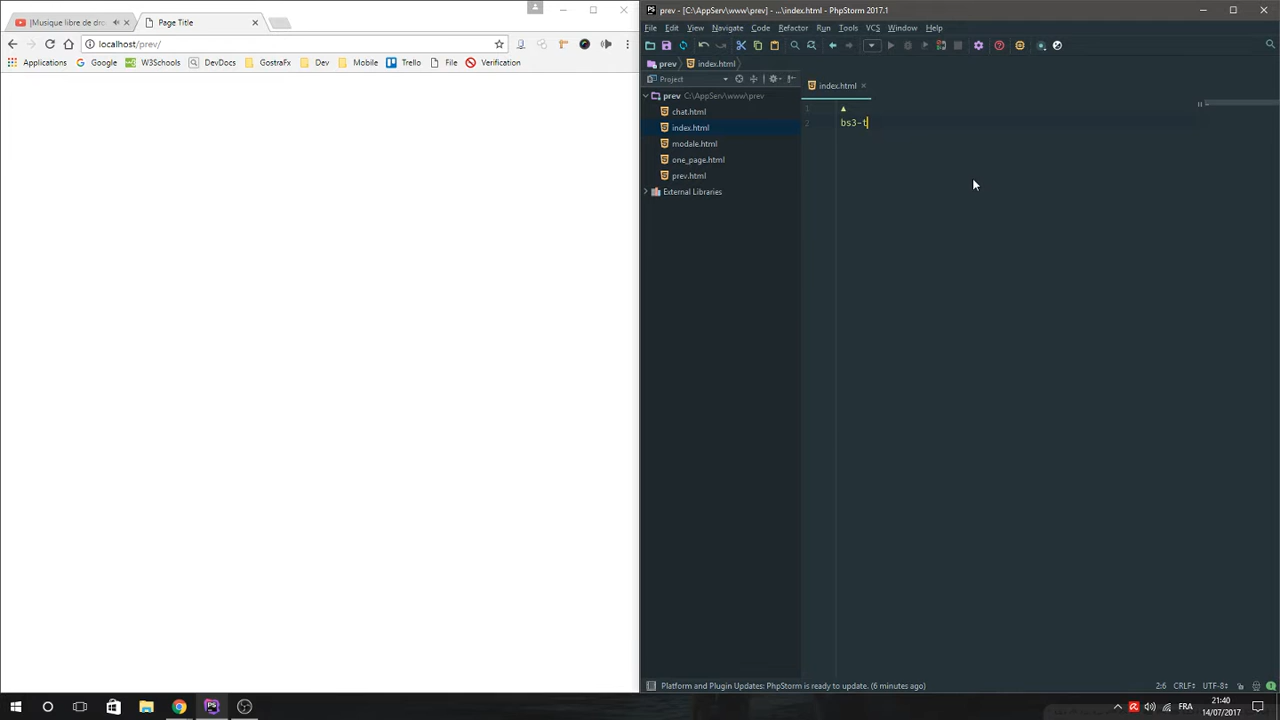 |Musique libre de dro
Page Title
prev - [C:\AppServ\www\prev] - ...\index.html - PhpStorm 2017.1
File Edit View Navigate Code Refactor Run Tools VCS Window Help
localhost/prev/
Applications Google W3Schools DevDocs GostraFx Dev Mobile Trello File Verification
prev index.html
Project
index.html
prev C:\AppServ\www\prev
chat.html
index.html
modale.html
one_page.html
prev.html
External Libraries
1
2 bs3-t
Platform and Plugin Updates: PhpStorm is ready to update. (6 minutes ago)
2:6 CRLF: UTF-8:
FRA
21:40
14/07/2017